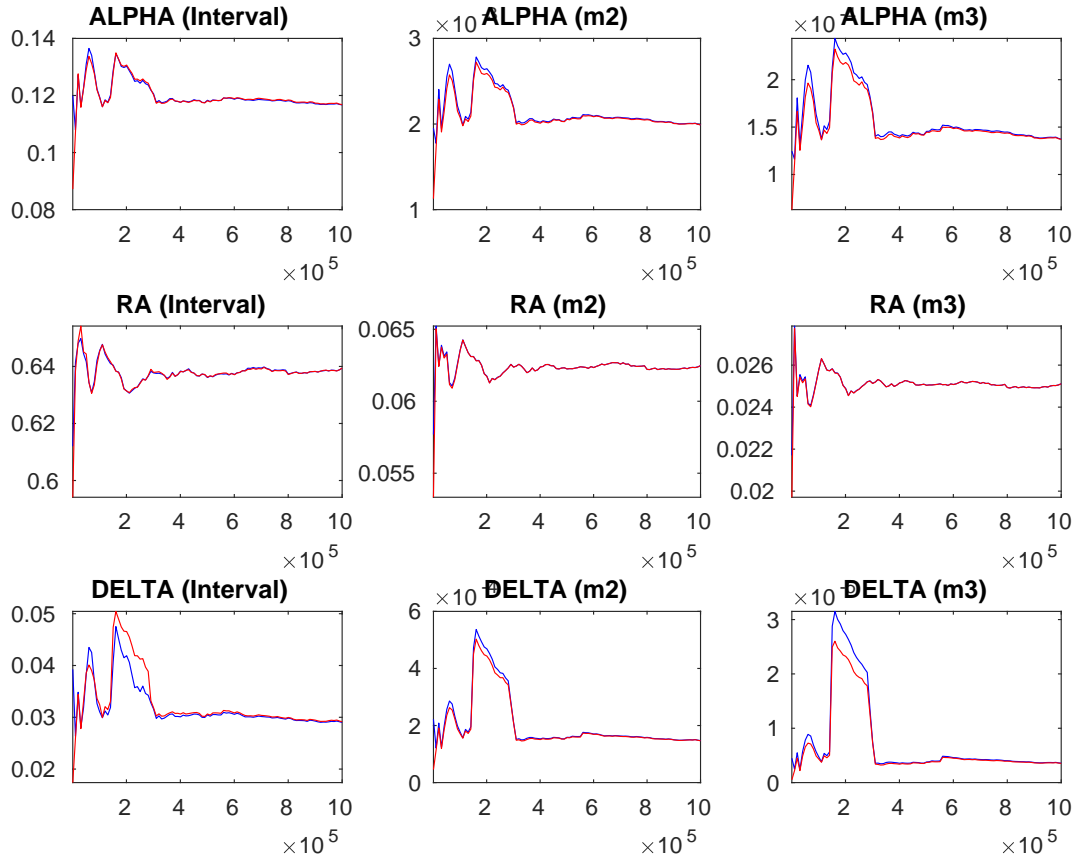 ALPHA (Interval)
0.14
0.12
0.1
0.08
2 4 6 8 10
×10 5
ALPHA (m2)
3
2
1
2 4 6 8 10
×10 5
ALPHA (m3)
2
1.5
1
2 4 6 8 10
×10 5
RA (Interval)
0.64
0.62
0.6
2 4 6 8 10
×10 5
RA (m2)
0.065
0.06
0.055
2 4 6 8 10
×10 5
RA (m3)
0.026
0.024
0.022
0.02
2 4 6 8 10
×10 5
DELTA (Interval)
0.05
0.04
0.03
0.02
2 4 6 8 10
×10 5
DELTA (m2)
6
4
2
0
2 4 6 8 10
×10 5
DELTA (m3)
3
2
1
0
2 4 6 8 10
×10 5